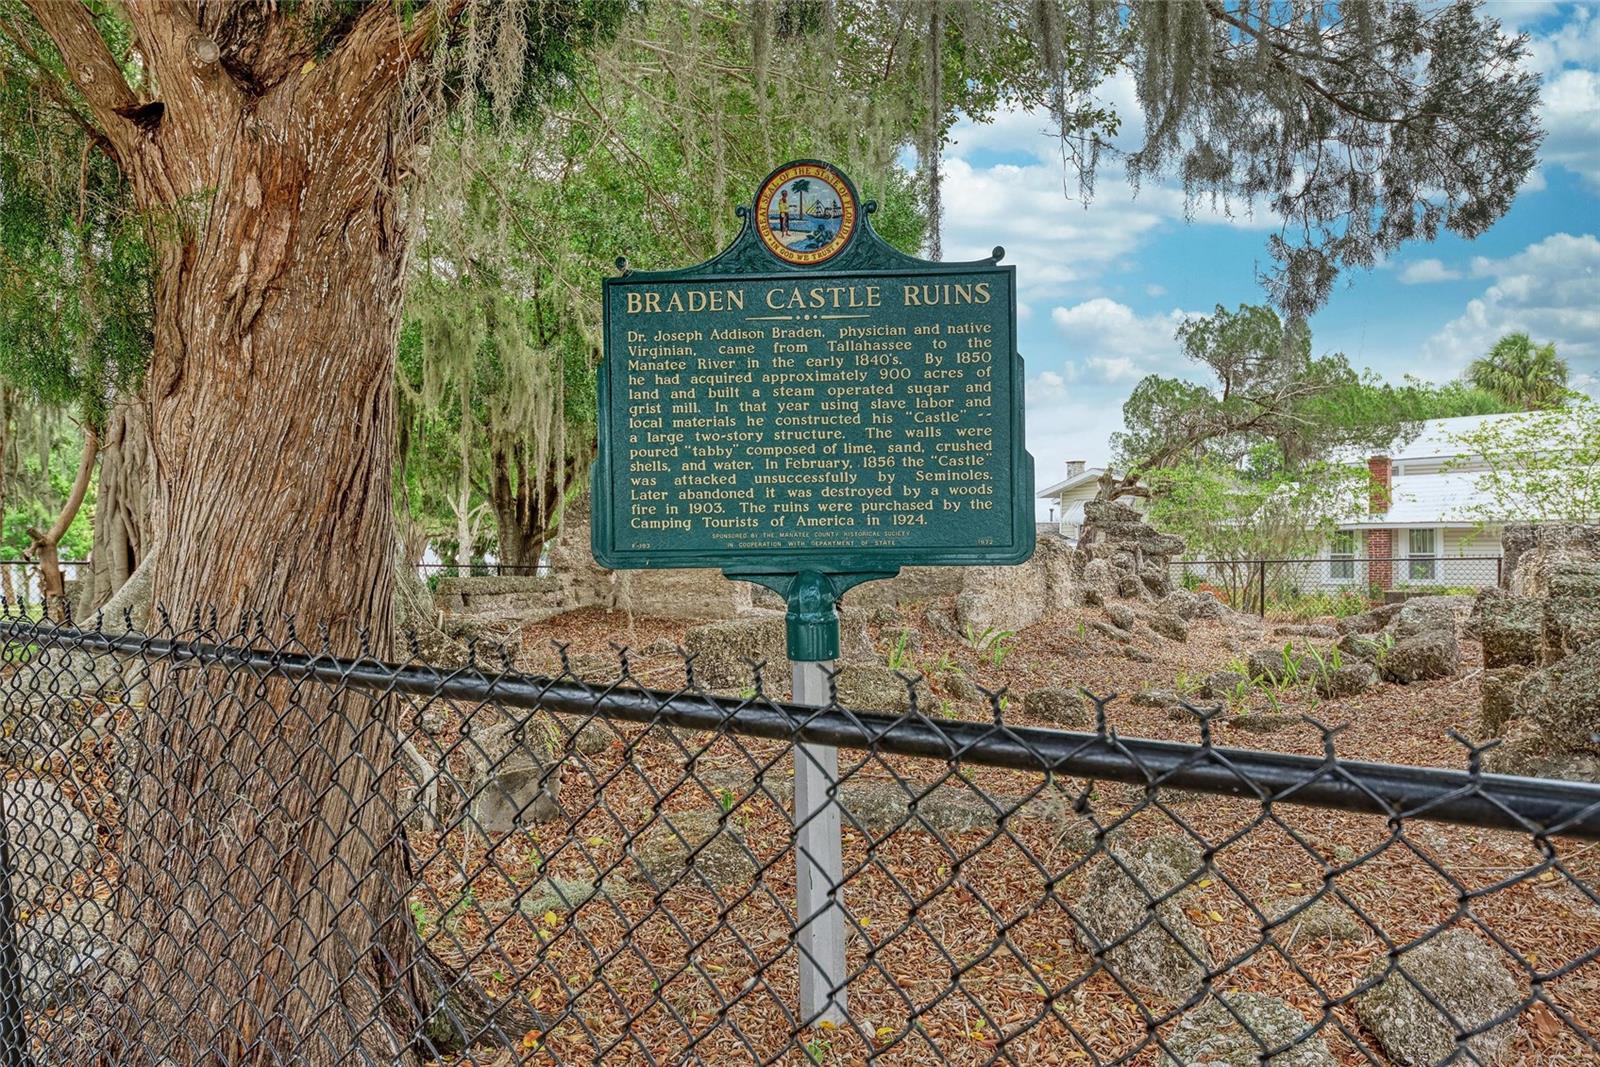 GREAT SEAL OF THE STATE OF FLORIDA
IN GOD WE TRUST
BRADEN CASTLE RUINS
Dr. Joseph Addison Braden, physician and native
Virginian, came from Tallahassee to the
Manatee River in the early 1840's. By 1850
he had acquired approximately 900 acres of
land and built a steam operated sugar and
grist mill. In that year using slave labor and
local materials he constructed his "Castle" --
a large two-story structure. The walls were
poured "tabby" composed of lime, sand, crushed
shells, and water. In February, 1856 the "Castle"
was attacked unsuccessfully by Seminoles.
Later abandoned it was destroyed by a woods
fire in 1903. The ruins were purchased by the
Camping Tourists of America in 1924.
SPONSORED BY THE MANATEE COUNTY HISTORICAL SOCIETY
F-193 IN COOPERATION WITH DEPARTMENT OF STATE 1972